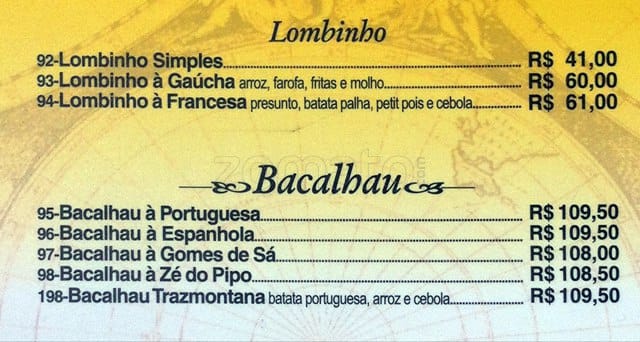 Lombinho
92-Lombinho Simples R$ 41,00
93-Lombinho à Gaúcha arroz, farofa, fritas e molho. R$ 60,00
94-Lombinho à Francesa presunto, batata palha, petit pois e cebola. R$ 61,00
zomato.com
Bacalhau
95-Bacalhau à Portuguesa R$ 109,50
96-Bacalhau à Espanhola R$ 109,50
97-Bacalhau à Gomes de Sá R$ 108,00
98-Bacalhau à Zé do Pipo R$ 108,50
198-Bacalhau Trazmontana batata portuguesa, arroz e cebola. R$ 109,50